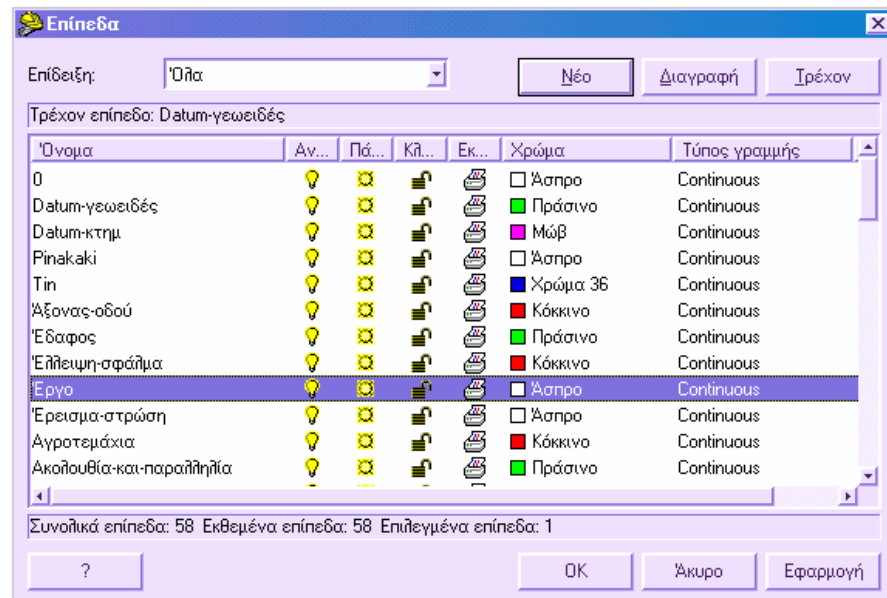 Επίπεδα
Επίδειξη: Όλα Νέο Διαγραφή Τρέχον
Τρέχον επίπεδο: Datum-γεωειδές
Όνομα Αν... Πά... Κλ... Εκ... Χρώμα Τύπος γραμμής
0 Άσπρο Continuous
Datum-γεωειδές Πράσινο Continuous
Datum-κτημ Μώβ Continuous
Pinakaki Άσπρο Continuous
Tin Χρώμα 36 Continuous
Άξονας-οδού Κόκκινο Continuous
Έδαφος Πράσινο Continuous
Έλλειψη-σφάλμα Κόκκινο Continuous
Έργο Άσπρο Continuous
Έρεισμα-στρώση Άσπρο Continuous
Αγροτεμάχια Κόκκινο Continuous
Ακολουθία-και-παραλληλία Πράσινο Continuous
Συνολικά επίπεδα: 58 Εκθεμένα επίπεδα: 58 Επιλεγμένα επίπεδα: 1
? OK Άκυρο Εφαρμογή